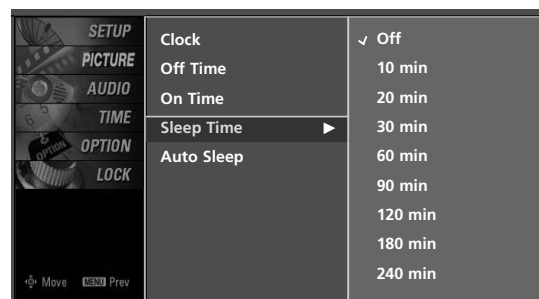 SETUP
PICTURE
AUDIO
TIME
OPTION
LOCK
Move MENU Prev
Clock
Off Time
On Time
Sleep Time
Auto Sleep
Off
10 min
20 min
30 min
60 min
90 min
120 min
180 min
240 min